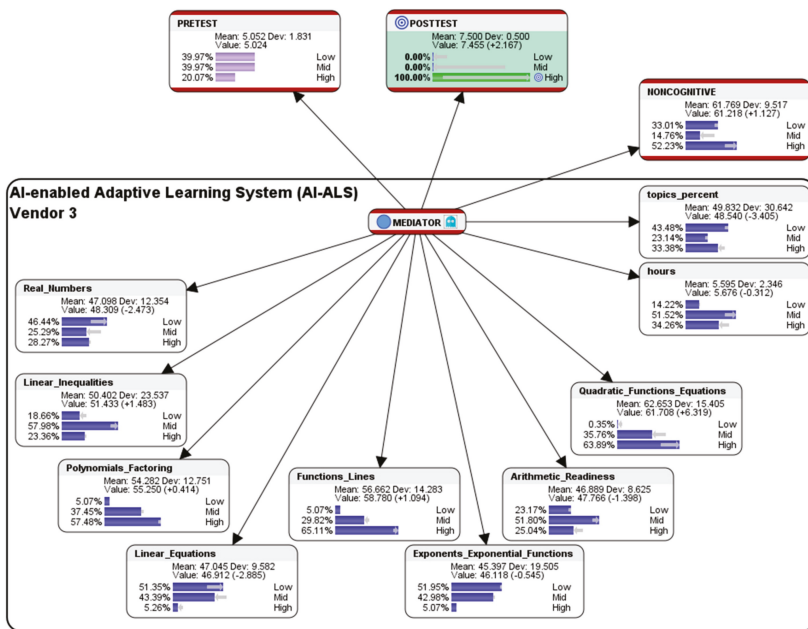 PRETEST
Mean: 5.052 Dev: 1.831
Value: 5.024
39.97% Low
39.97% Mid
20.07% High
POSTTEST
Mean: 7.500 Dev: 0.500
Value: 7.455 (+2.167)
0.00% Low
0.00% Mid
100.00% High
NONCOGNITIVE
Mean: 61.769 Dev: 9.517
Value: 61.218 (+1.127)
33.01% Low
14.76% Mid
52.23% High
AI-enabled Adaptive Learning System (AI-ALS)
Vendor 3
MEDIATOR
topics_percent
Mean: 49.832 Dev: 30.642
Value: 48.540 (-3.405)
43.48% Low
23.14% Mid
33.38% High
hours
Mean: 5.595 Dev: 2.346
Value: 5.676 (-0.312)
14.22% Low
51.52% Mid
34.26% High
Real_Numbers
Mean: 47.098 Dev: 12.354
Value: 48.309 (-2.473)
46.44% Low
25.29% Mid
28.27% High
Linear_Inequalities
Mean: 50.402 Dev: 23.537
Value: 51.433 (+1.483)
18.66% Low
57.98% Mid
23.36% High
Quadratic_Functions_Equations
Mean: 62.653 Dev: 15.405
Value: 61.708 (+6.319)
0.35% Low
35.76% Mid
63.89% High
Polynomials_Factoring
Mean: 54.282 Dev: 12.751
Value: 55.250 (+0.414)
5.07% Low
37.45% Mid
57.48% High
Functions_Lines
Mean: 56.662 Dev: 14.283
Value: 58.780 (+1.094)
5.07% Low
29.82% Mid
65.11% High
Arithmetic_Readiness
Mean: 46.889 Dev: 8.625
Value: 47.766 (-1.398)
23.17% Low
51.80% Mid
25.04% High
Linear_Equations
Mean: 47.045 Dev: 9.582
Value: 46.912 (-2.885)
51.35% Low
43.39% Mid
5.26% High
Exponents_Exponential_Functions
Mean: 45.397 Dev: 19.505
Value: 46.118 (-0.545)
51.95% Low
42.98% Mid
5.07% High